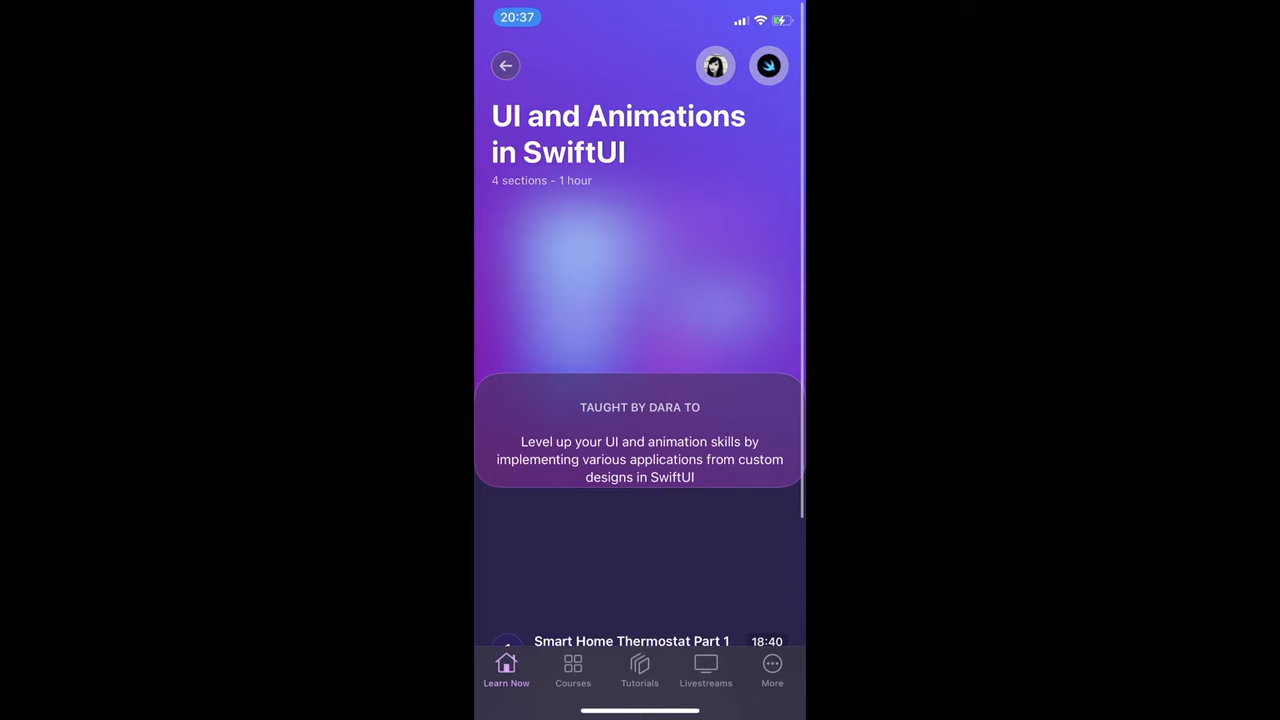 20:37
UI and Animations
in SwiftUI
4 sections - 1 hour
TAUGHT BY DARA TO
Level up your UI and animation skills by
implementing various applications from custom
designs in SwiftUI
Smart Home Thermostat Part 1
18:40
Learn Now
Courses
Tutorials
Livestreams
More